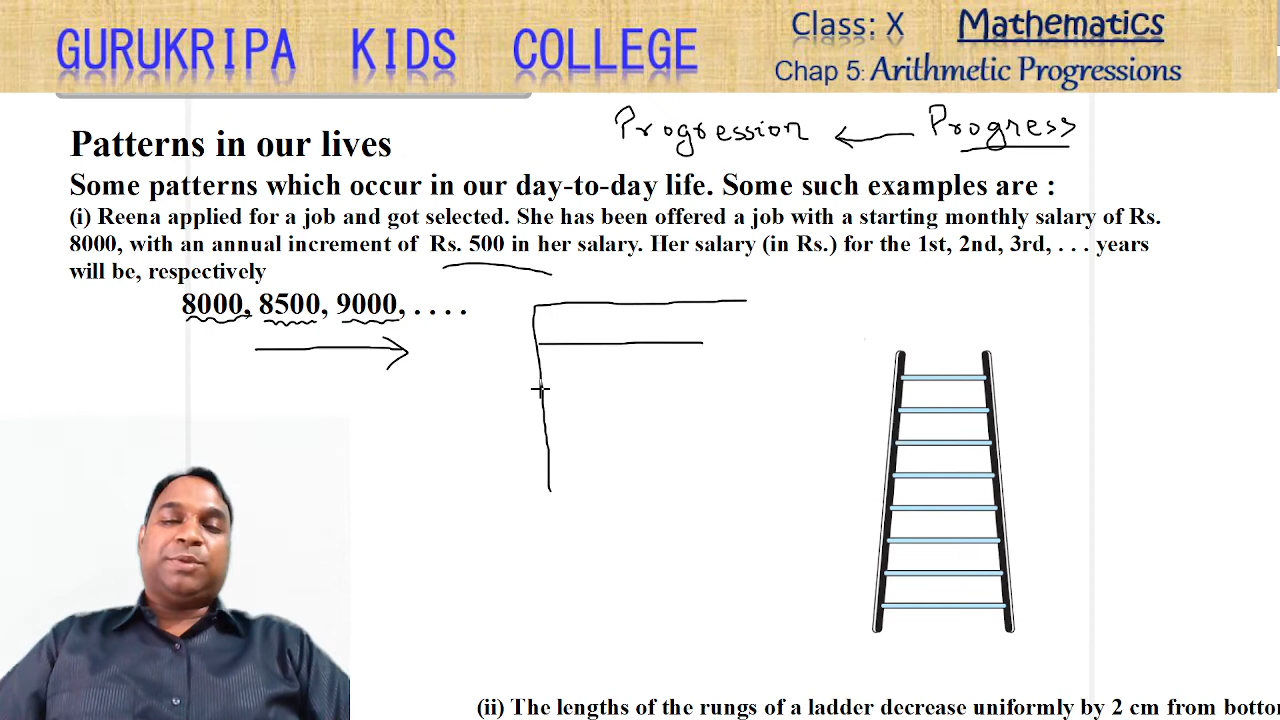 GURUKRIPA KIDS COLLEGE
Class: X Mathematics
Chap 5: Arithmetic Progressions
Progression ← Progress
Patterns in our lives
Some patterns which occur in our day-to-day life. Some such examples are :
(i) Reena applied for a job and got selected. She has been offered a job with a starting monthly salary of Rs.
8000, with an annual increment of Rs. 500 in her salary. Her salary (in Rs.) for the 1st, 2nd, 3rd, . . . years
will be, respectively
8000, 8500, 9000, . . . .
(ii) The lengths of the rungs of a ladder decrease uniformly by 2 cm from